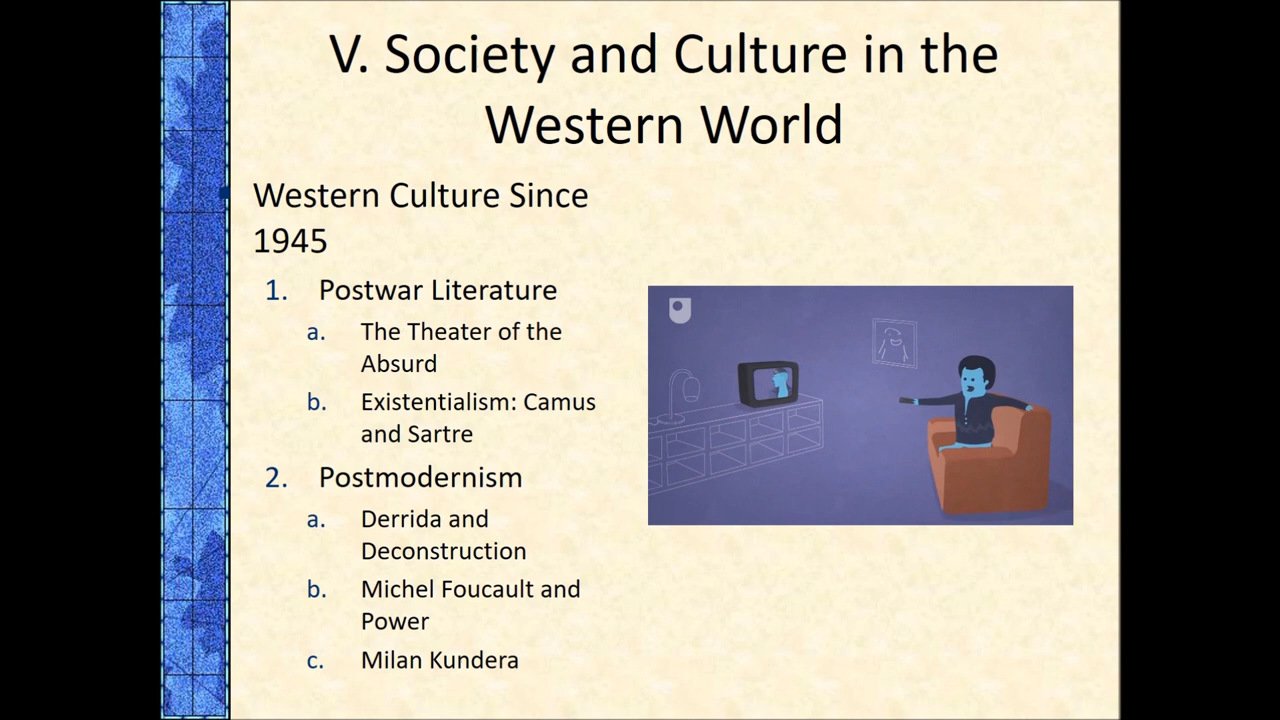 V. Society and Culture in the
Western World
Western Culture Since
1945
1. Postwar Literature
a. The Theater of the
Absurd
b. Existentialism: Camus
and Sartre
2. Postmodernism
a. Derrida and
Deconstruction
b. Michel Foucault and
Power
c. Milan Kundera